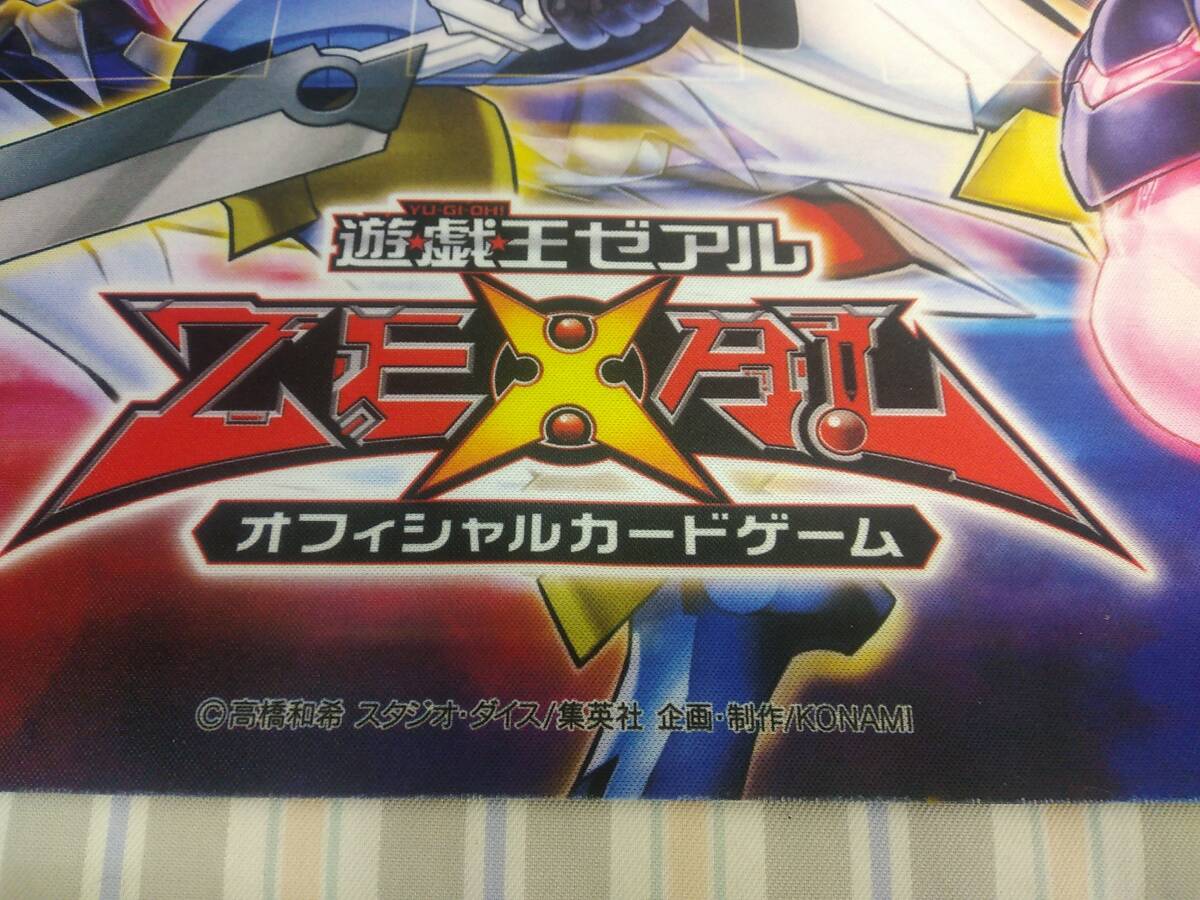 YU-GI-OH!
遊★戯★王ゼアル
ZEXAL
オフィシャルカードゲーム
©高橋和希 スタジオ・ダイス/集英社 企画・制作/KONAMI